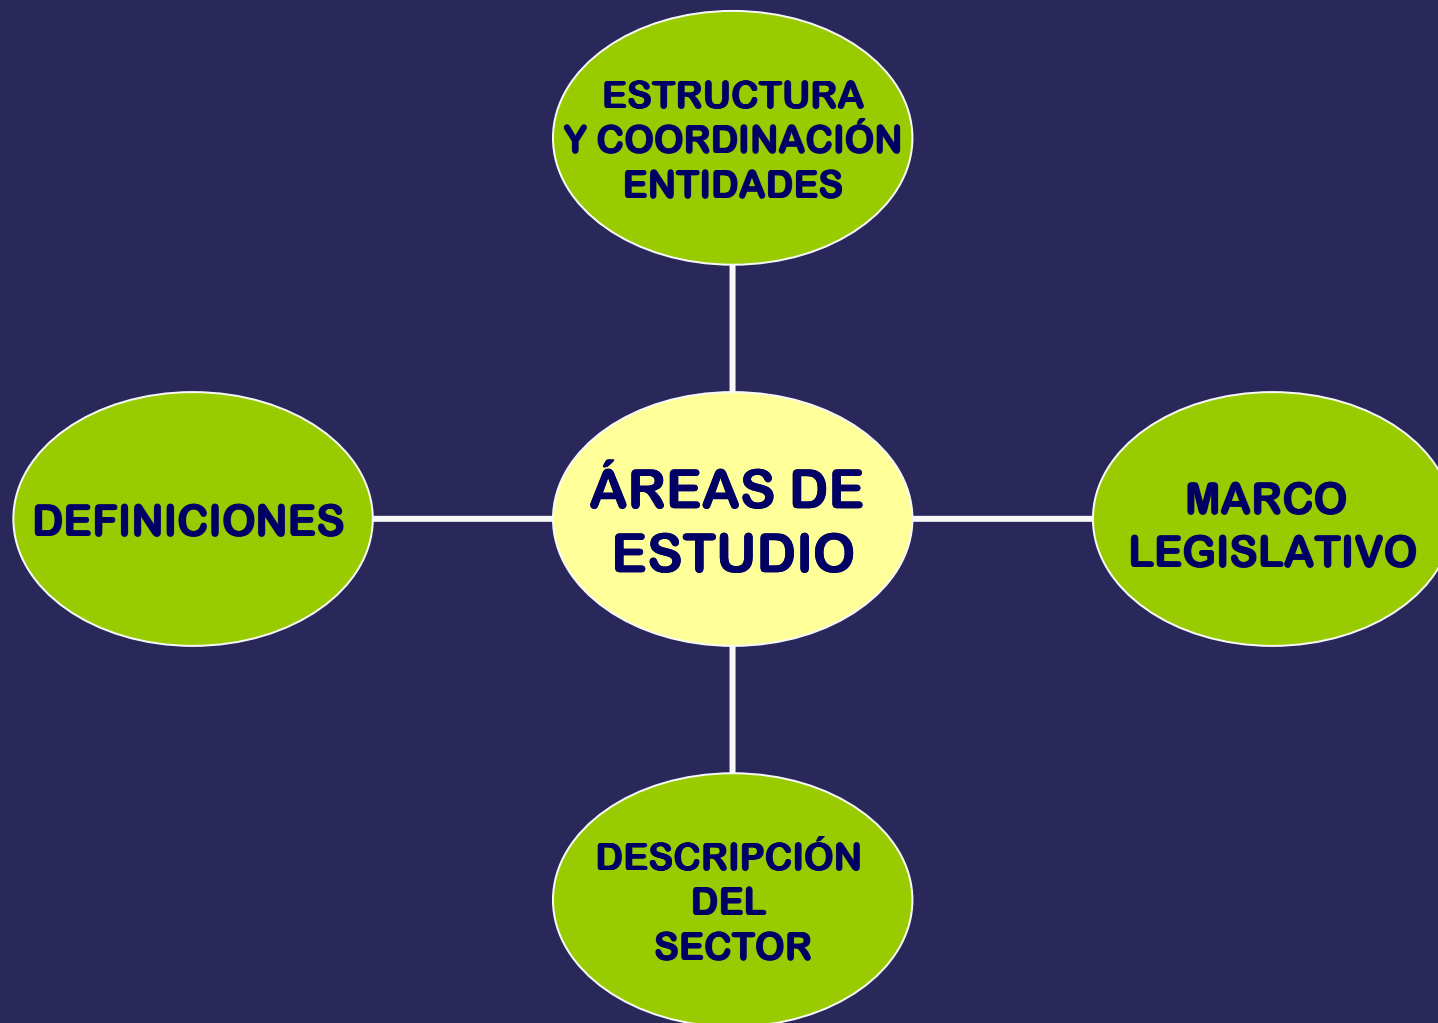 ESTRUCTURA
Y COORDINACIÓN
ENTIDADES
DEFINICIONES
ÁREAS DE
ESTUDIO
MARCO
LEGISLATIVO
DESCRIPCIÓN
DEL
SECTOR